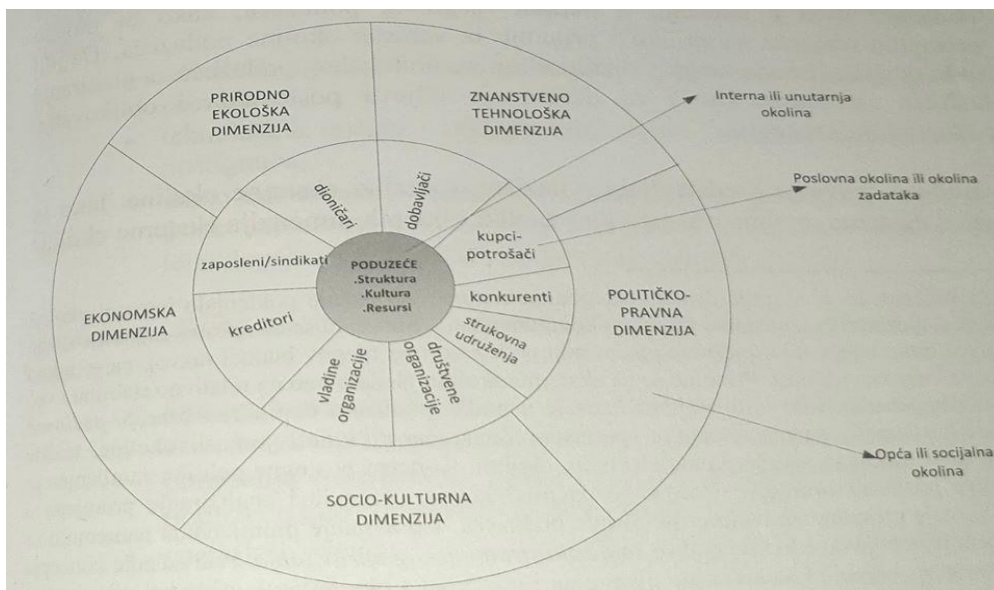 PRIRODNO
EKOLOŠKA
DIMENZIJA
ZNANSTVENO
TEHNOLOŠKA
DIMENZIJA
Interna ili unutarnja
okolina
Poslovna okolina ili okolina
zadataka
dioničari
dobavljači
kupci-
potrošači
zaposleni/sindikati
PODUZEĆE
.Struktura
.Kultura
.Resursi
konkurenti
POLITIČKO-
PRAVNA
DIMENZIJA
EKONOMSKA
DIMENZIJA
kreditori
strukovna
udruženja
vladine
organizacije
društvene
organizacije
Opća ili socijalna
okolina
SOCIO-KULTURNA
DIMENZIJA